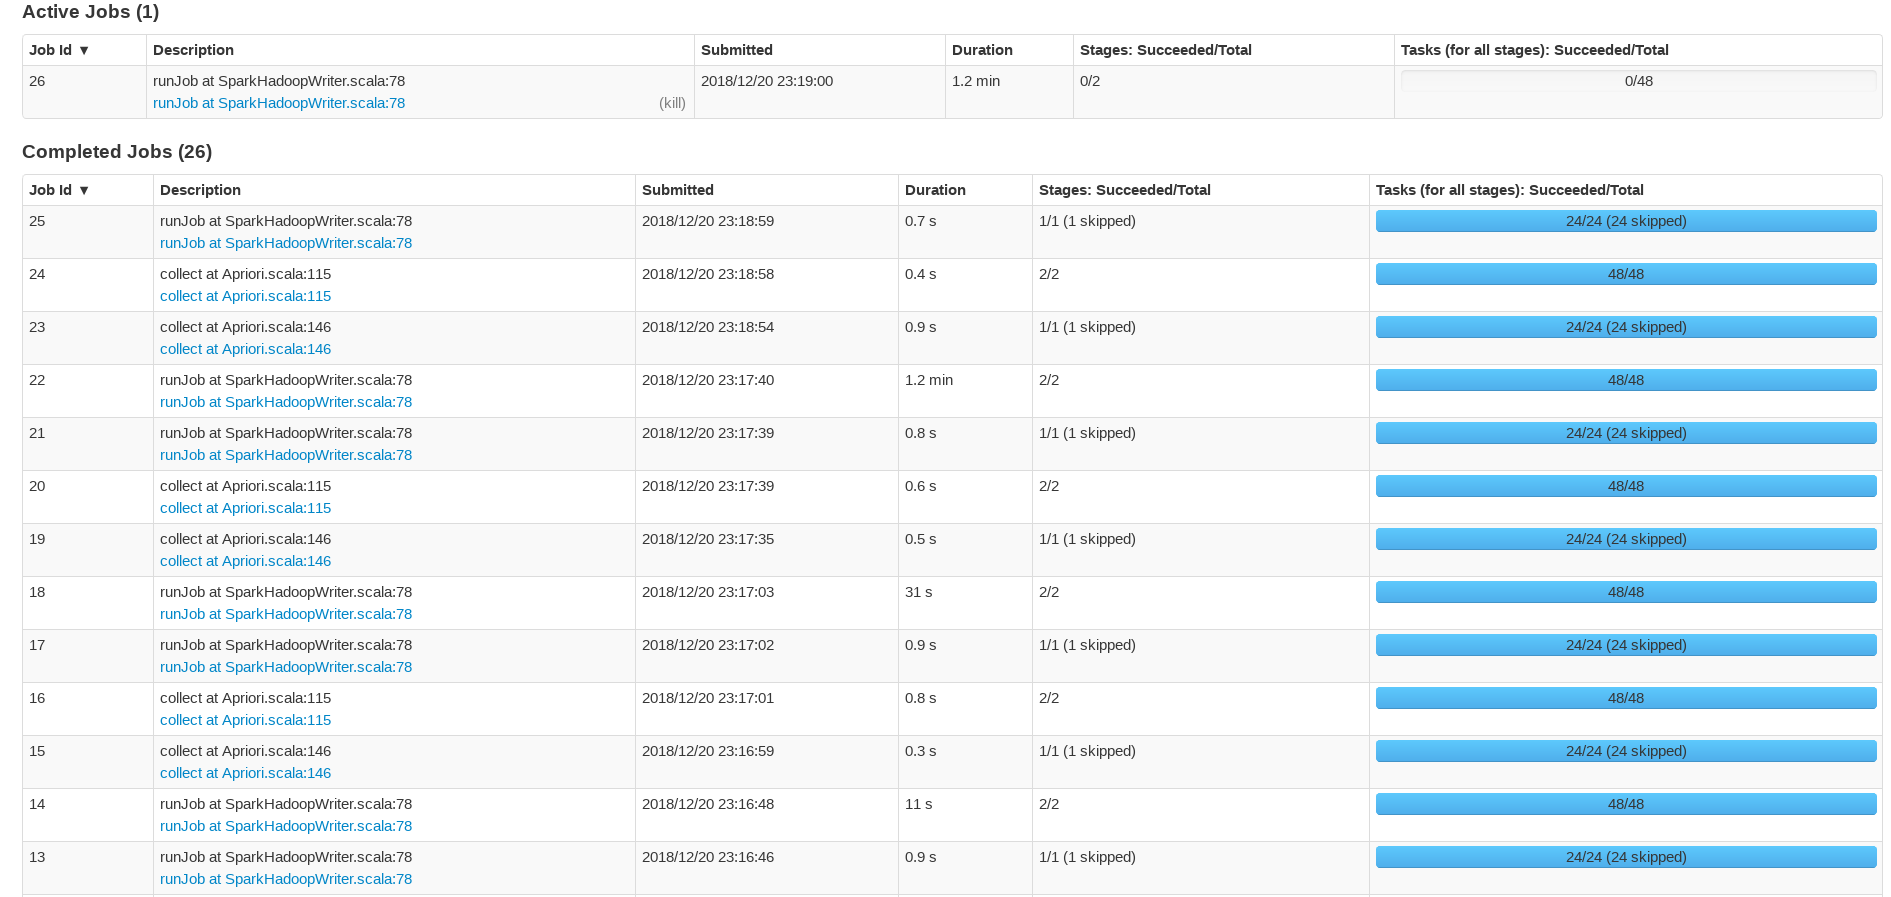 Active Jobs (1)
Job Id ▼ Description Submitted Duration Stages: Succeeded/Total Tasks (for all stages): Succeeded/Total
26 runJob at SparkHadoopWriter.scala:78 2018/12/20 23:19:00 1.2 min 0/2 0/48
runJob at SparkHadoopWriter.scala:78 (kill)
Completed Jobs (26)
Job Id ▼ Description Submitted Duration Stages: Succeeded/Total Tasks (for all stages): Succeeded/Total
25 runJob at SparkHadoopWriter.scala:78 2018/12/20 23:18:59 0.7 s 1/1 (1 skipped) 24/24 (24 skipped)
runJob at SparkHadoopWriter.scala:78
24 collect at Apriori.scala:115 2018/12/20 23:18:58 0.4 s 2/2 48/48
collect at Apriori.scala:115
23 collect at Apriori.scala:146 2018/12/20 23:18:54 0.9 s 1/1 (1 skipped) 24/24 (24 skipped)
collect at Apriori.scala:146
22 runJob at SparkHadoopWriter.scala:78 2018/12/20 23:17:40 1.2 min 2/2 48/48
runJob at SparkHadoopWriter.scala:78
21 runJob at SparkHadoopWriter.scala:78 2018/12/20 23:17:39 0.8 s 1/1 (1 skipped) 24/24 (24 skipped)
runJob at SparkHadoopWriter.scala:78
20 collect at Apriori.scala:115 2018/12/20 23:17:39 0.6 s 2/2 48/48
collect at Apriori.scala:115
19 collect at Apriori.scala:146 2018/12/20 23:17:35 0.5 s 1/1 (1 skipped) 24/24 (24 skipped)
collect at Apriori.scala:146
18 runJob at SparkHadoopWriter.scala:78 2018/12/20 23:17:03 31 s 2/2 48/48
runJob at SparkHadoopWriter.scala:78
17 runJob at SparkHadoopWriter.scala:78 2018/12/20 23:17:02 0.9 s 1/1 (1 skipped) 24/24 (24 skipped)
runJob at SparkHadoopWriter.scala:78
16 collect at Apriori.scala:115 2018/12/20 23:17:01 0.8 s 2/2 48/48
collect at Apriori.scala:115
15 collect at Apriori.scala:146 2018/12/20 23:16:59 0.3 s 1/1 (1 skipped) 24/24 (24 skipped)
collect at Apriori.scala:146
14 runJob at SparkHadoopWriter.scala:78 2018/12/20 23:16:48 11 s 2/2 48/48
runJob at SparkHadoopWriter.scala:78
13 runJob at SparkHadoopWriter.scala:78 2018/12/20 23:16:46 0.9 s 1/1 (1 skipped) 24/24 (24 skipped)
runJob at SparkHadoopWriter.scala:78